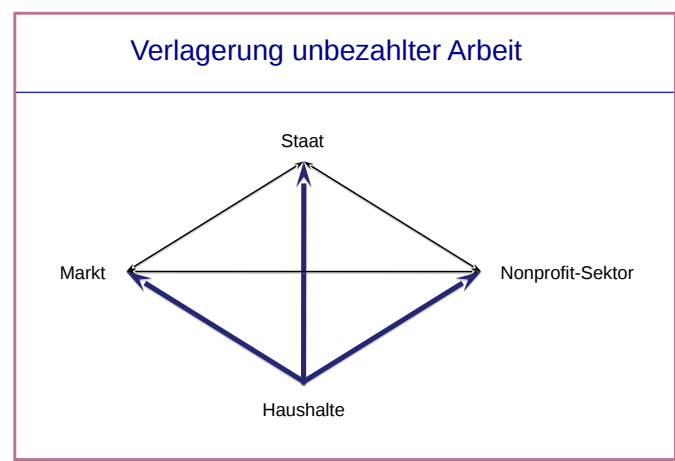 Verlagerung unbezahlter Arbeit
Staat
Markt
Nonprofit-Sektor
Haushalte